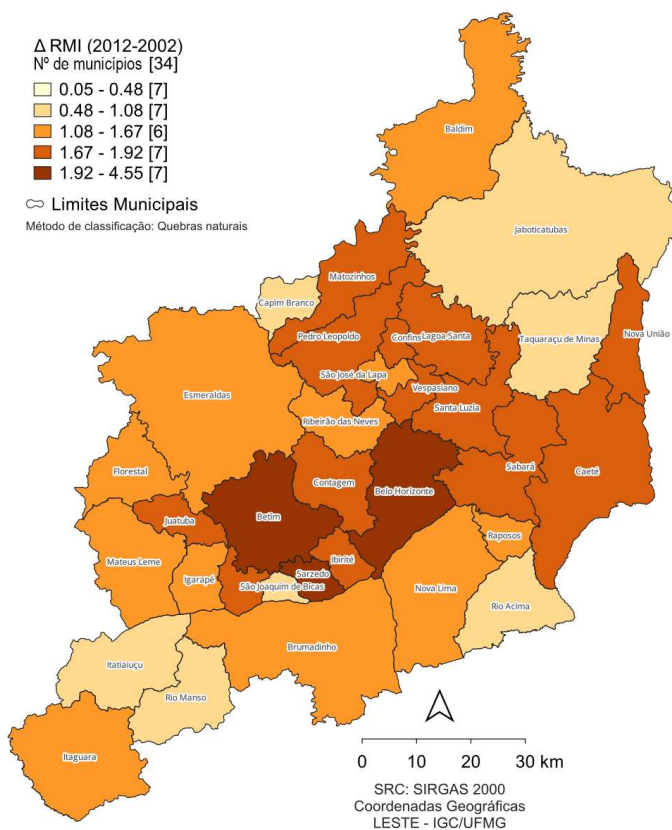 Δ RMI (2012-2002)
Nº de municípios [34]
0.05 - 0.48 [7]
0.48 - 1.08 [7]
1.08 - 1.67 [6]
1.67 - 1.92 [7]
1.92 - 4.55 [7]
Limites Municipais
Método de classificação: Quebras naturais
Baldim
Jaboticatubas
Matozinhos
Capim Branco
Pedro Leopoldo
Confins
Lagoa Santa
Taquaraçu de Minas
Nova União
São José da Lapa
Vespasiano
Esmeraldas
Santa Luzia
Ribeirão das Neves
Florestal
Contagem
Sabará
Caeté
Belo Horizonte
Betim
Juatuba
Raposos
Mateus Leme
Ibirité
Igarapé
Sarzedo
São Joaquim de Bicas
Nova Lima
Rio Acima
Brumadinho
Itatiaiuçu
Rio Manso
Itaguara
0 10 20 30 km
SRC: SIRGAS 2000
Coordenadas Geográficas
LESTE - IGC/UFMG